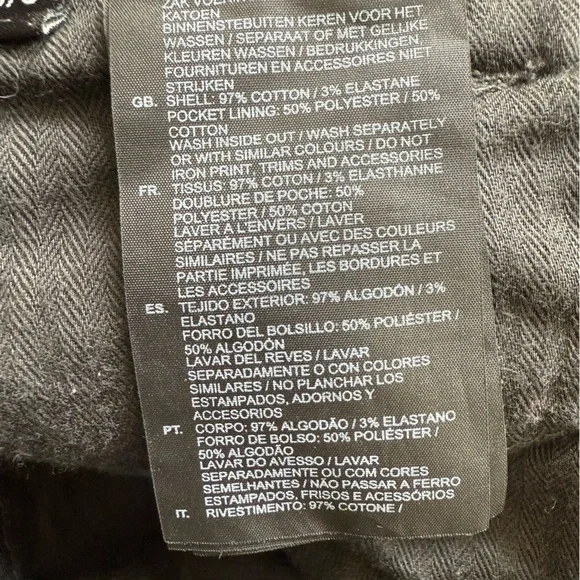 KATOEN
BINNENSTEBUITEN KEREN VOOR HET
WASSEN / SEPARAAT OF MET GELIJKE
KLEUREN WASSEN / BEDRUKKINGEN
FOURNITUREN EN ACCESSOIRES NIET
STRIJKEN
GB. SHELL: 97% COTTON / 3% ELASTANE
POCKET LINING: 50% POLYESTER / 50%
COTTON
WASH INSIDE OUT / WASH SEPARATELY
OR WITH SIMILAR COLOURS / DO NOT
IRON PRINT, TRIMS AND ACCESSORIES
FR. TISSUS: 97% COTON / 3% ELASTHANNE
DOUBLURE DE POCHE: 50%
POLYESTER / 50% COTON
LAVER A L'ENVERS / LAVER
SÉPARÉMENT OU AVEC DES COULEURS
SIMILAIRES / NE PAS REPASSER LA
PARTIE IMPRIMÉE, LES BORDURES ET
LES ACCESSOIRES
ES. TEJIDO EXTERIOR: 97% ALGODÓN / 3%
ELASTANO
FORRO DEL BOLSILLO: 50% POLIÉSTER /
50% ALGODÓN
LAVAR DEL REVES / LAVAR
SEPARADAMENTE O CON COLORES
SIMILARES / NO PLANCHAR LOS
ESTAMPADOS, ADORNOS Y
ACCESORIOS
PT. CORPO: 97% ALGODÃO / 3% ELASTANO
FORRO DE BOLSO: 50% POLIÉSTER /
50% ALGODÃO
LAVAR DO AVESSO / LAVAR
SEPARADAMENTE OU COM CORES
SEMELHANTES / NÃO PASSAR A FERRO
ESTAMPADOS, FRISOS E ACESSÓRIOS
IT. RIVESTIMENTO: 97% COTONE /